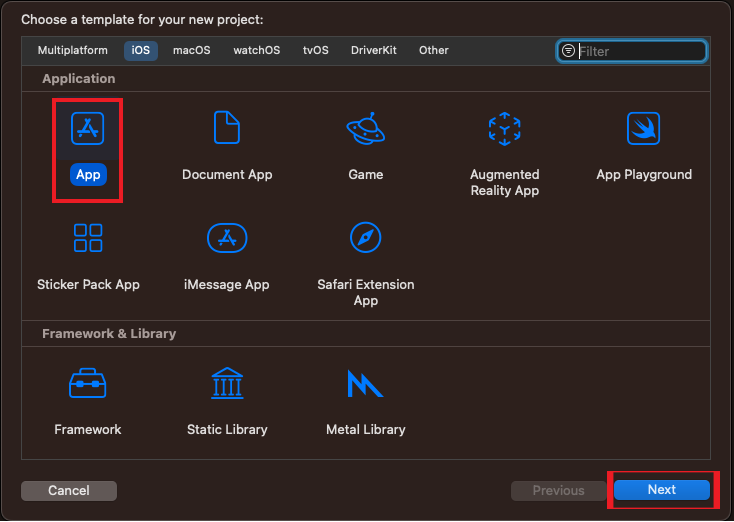 Choose a template for your new project:
Multiplatform iOS macOS watchOS tvOS DriverKit Other Filter
Application
App Document App Game Augmented Reality App App Playground
Sticker Pack App iMessage App Safari Extension App
Framework & Library
Framework Static Library Metal Library
Cancel Previous Next